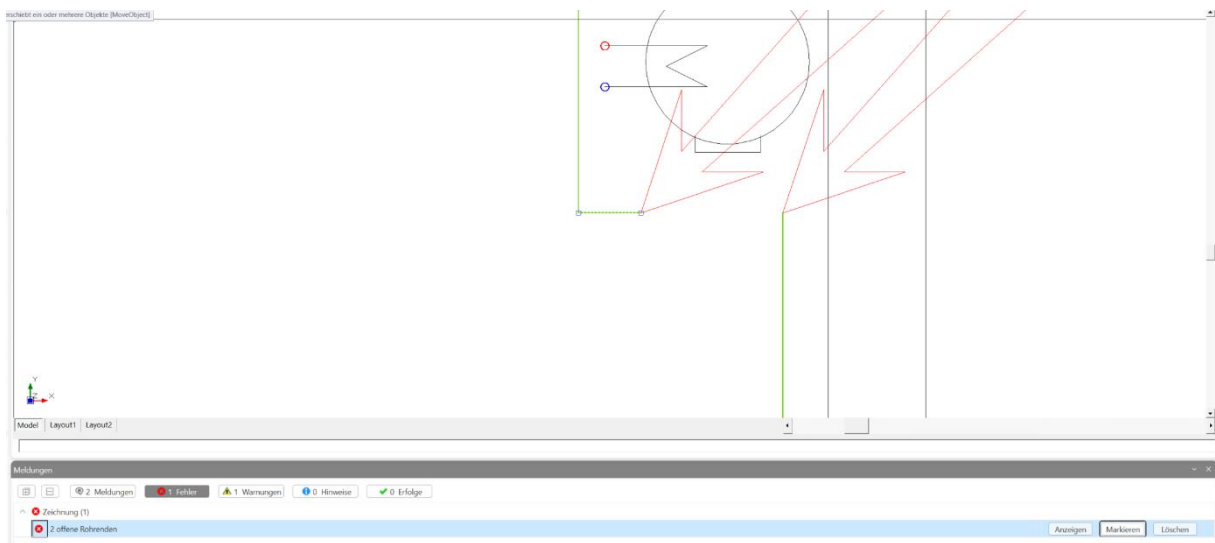 erschiebt ein oder mehrere Objekte [MoveObject]
Y
Z X
Model Layout1 Layout2
Meldungen
2 Meldungen 1 Fehler 1 Warnungen 0 Hinweise 0 Erfolge
Zeichnung (1)
2 offene Rohrenden Anzeigen Markieren Löschen